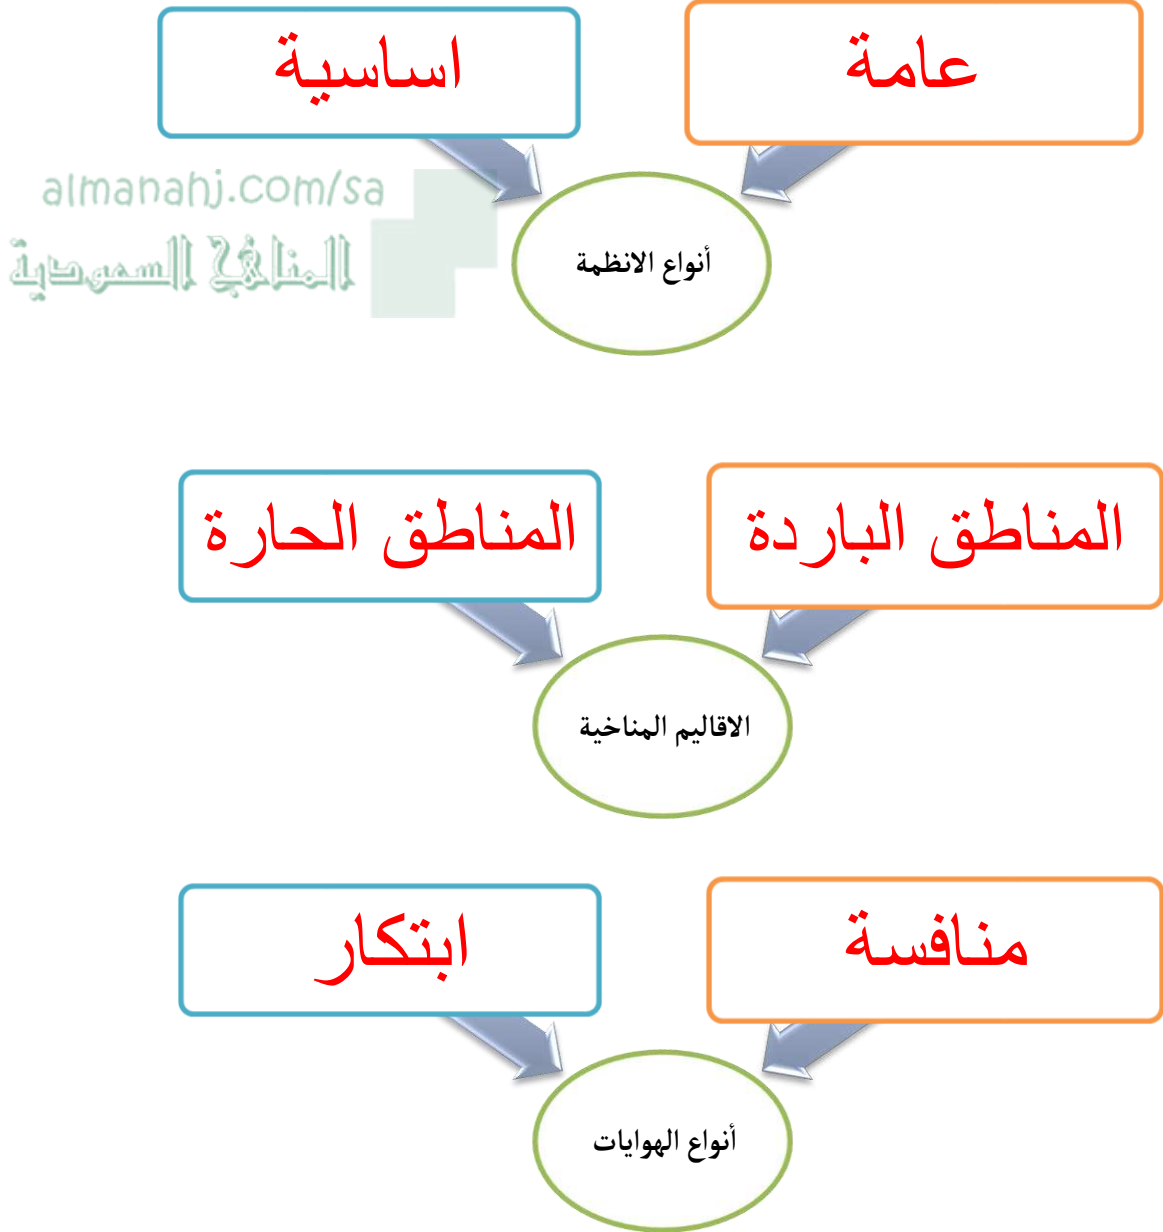 عامة
اساسية
almanahj.com/sa
المناهج السعودية
أنواع الانظمة
المناطق الباردة
المناطق الحارة
الاقاليم المناخية
منافسة
ابتكار
أنواع الهوايات